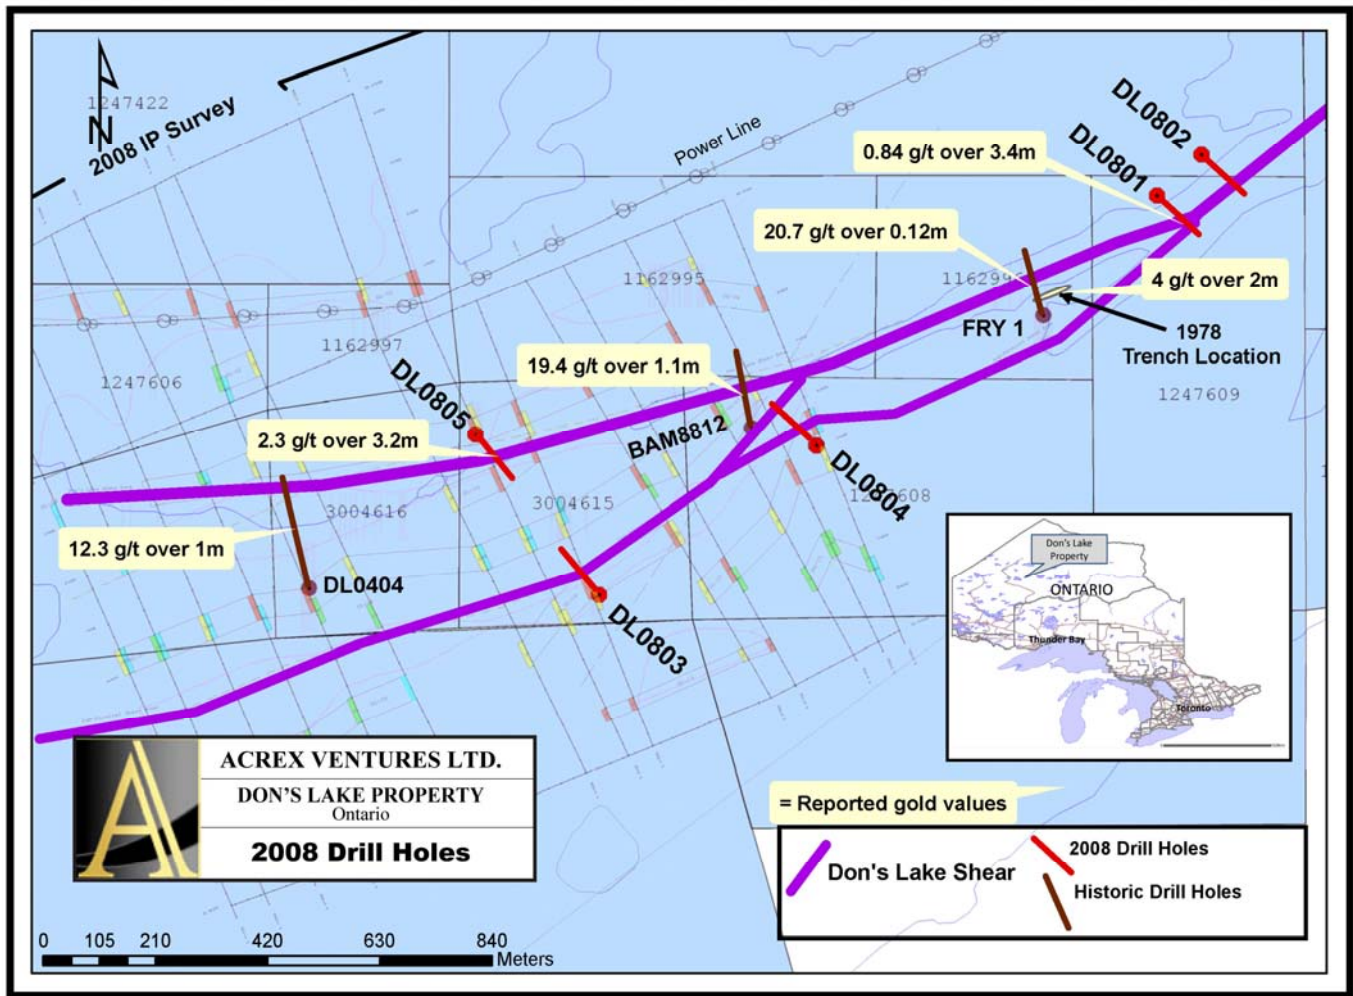 1247422
N
2008 IP Survey
Power Line
DL0802
DL0801
0.84 g/t over 3.4m
20.7 g/t over 0.12m
1162995
4 g/t over 2m
FRY 1
1978
Trench Location
1162997
1247606
1247609
19.4 g/t over 1.1m
DL0805
BAM8812
2.3 g/t over 3.2m
DL0804
3004616
3004615
12.3 g/t over 1m
DL0404
DL0803
Don's Lake
Property
ONTARIO
Thunder Bay
Toronto
ACREX VENTURES LTD.
DON'S LAKE PROPERTY
Ontario
2008 Drill Holes
= Reported gold values
Don's Lake Shear
2008 Drill Holes
Historic Drill Holes
0 105 210 420 630 840
Meters